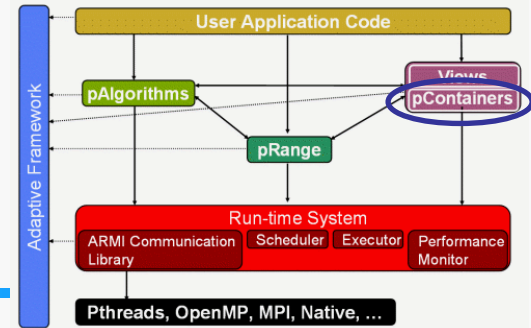 Adaptive Framework
User Application Code
Views
pAlgorithms
pContainers
pRange
Run-time System
ARMI Communication
Library
Scheduler
Executor
Performance
Monitor
Pthreads, OpenMP, MPI, Native, ...